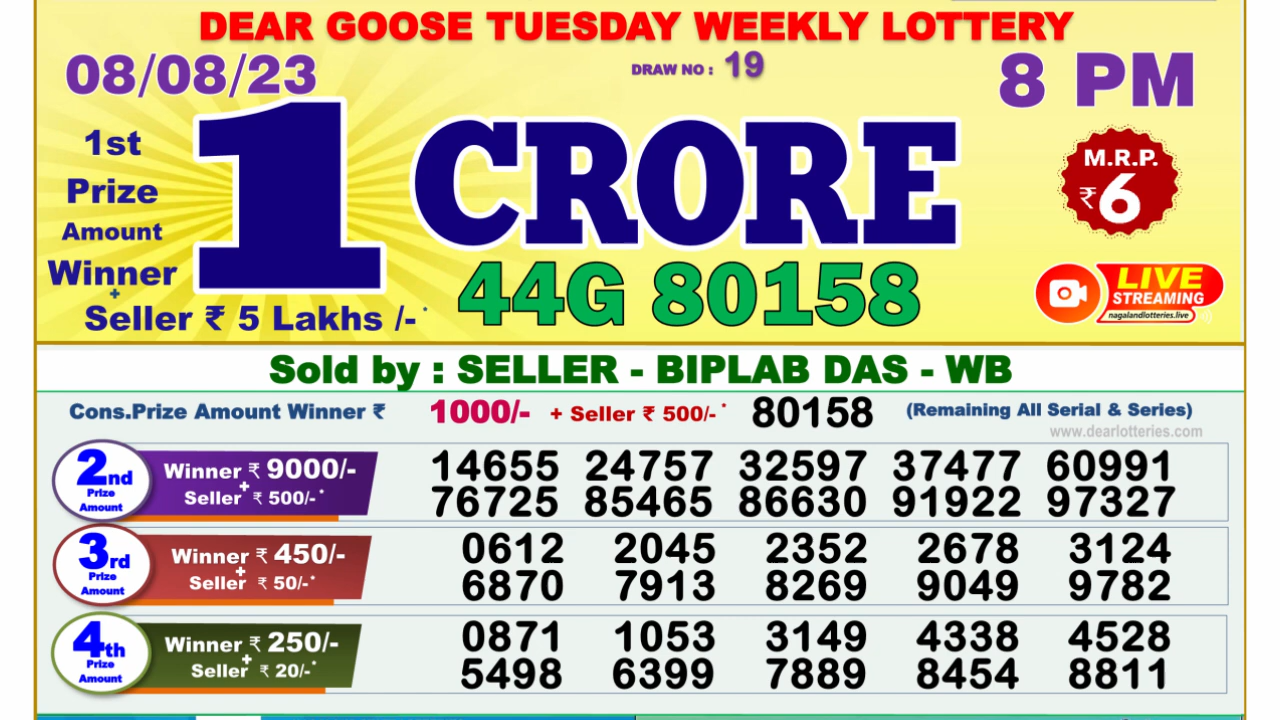 DEAR GOOSE TUESDAY WEEKLY LOTTERY
08/08/23
DRAW NO : 19
8 PM
1st
Prize
Amount
Winner
+
Seller ₹ 5 Lakhs /-*
1 CRORE
44G 80158
M.R.P.
₹6
LIVE
STREAMING
nagalandlotteries.live
Sold by : SELLER - BIPLAB DAS - WB
Cons.Prize Amount Winner ₹ 1000/- + Seller ₹ 500/-* 80158 (Remaining All Serial & Series)
www.dearlotteries.com
2nd
Prize
Amount
Winner ₹ 9000/-
+
Seller ₹ 500/-*
14655 24757 32597 37477 60991
76725 85465 86630 91922 97327
3rd
Prize
Amount
Winner ₹ 450/-
+
Seller ₹ 50/-*
0612 2045 2352 2678 3124
6870 7913 8269 9049 9782
4th
Prize
Amount
Winner ₹ 250/-
+
Seller ₹ 20/-*
0871 1053 3149 4338 4528
5498 6399 7889 8454 8811